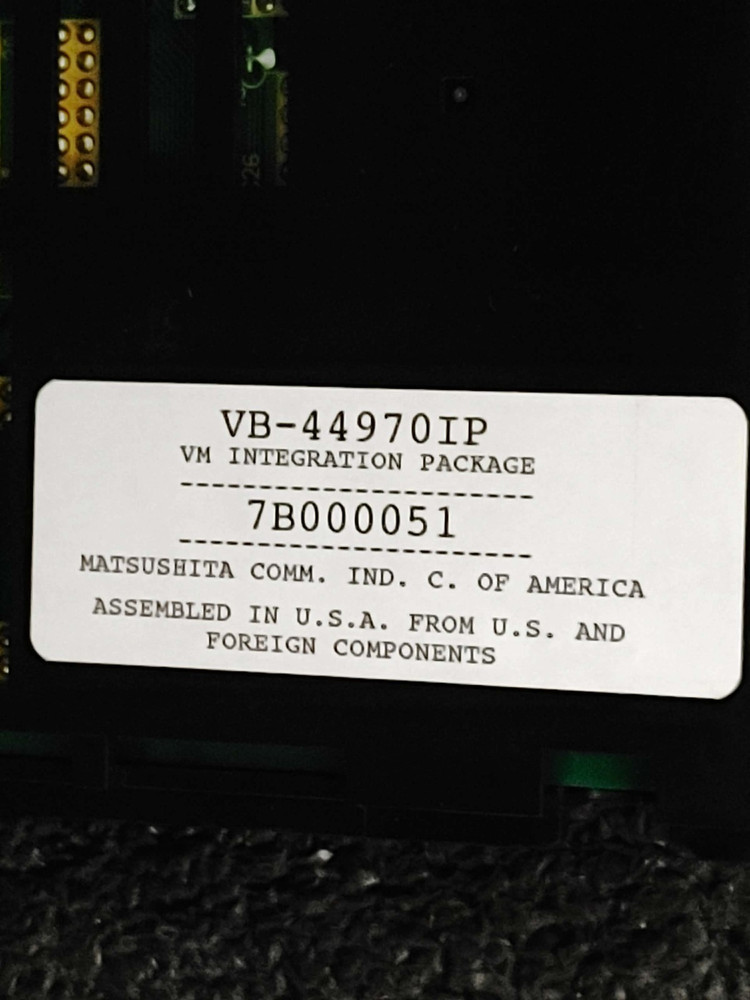 VB-44970IP
VM INTEGRATION PACKAGE
----------------------
7B000051
----------------------
MATSUSHITA COMM. IND. C. OF AMERICA
ASSEMBLED IN U.S.A. FROM U.S. AND
FOREIGN COMPONENTS